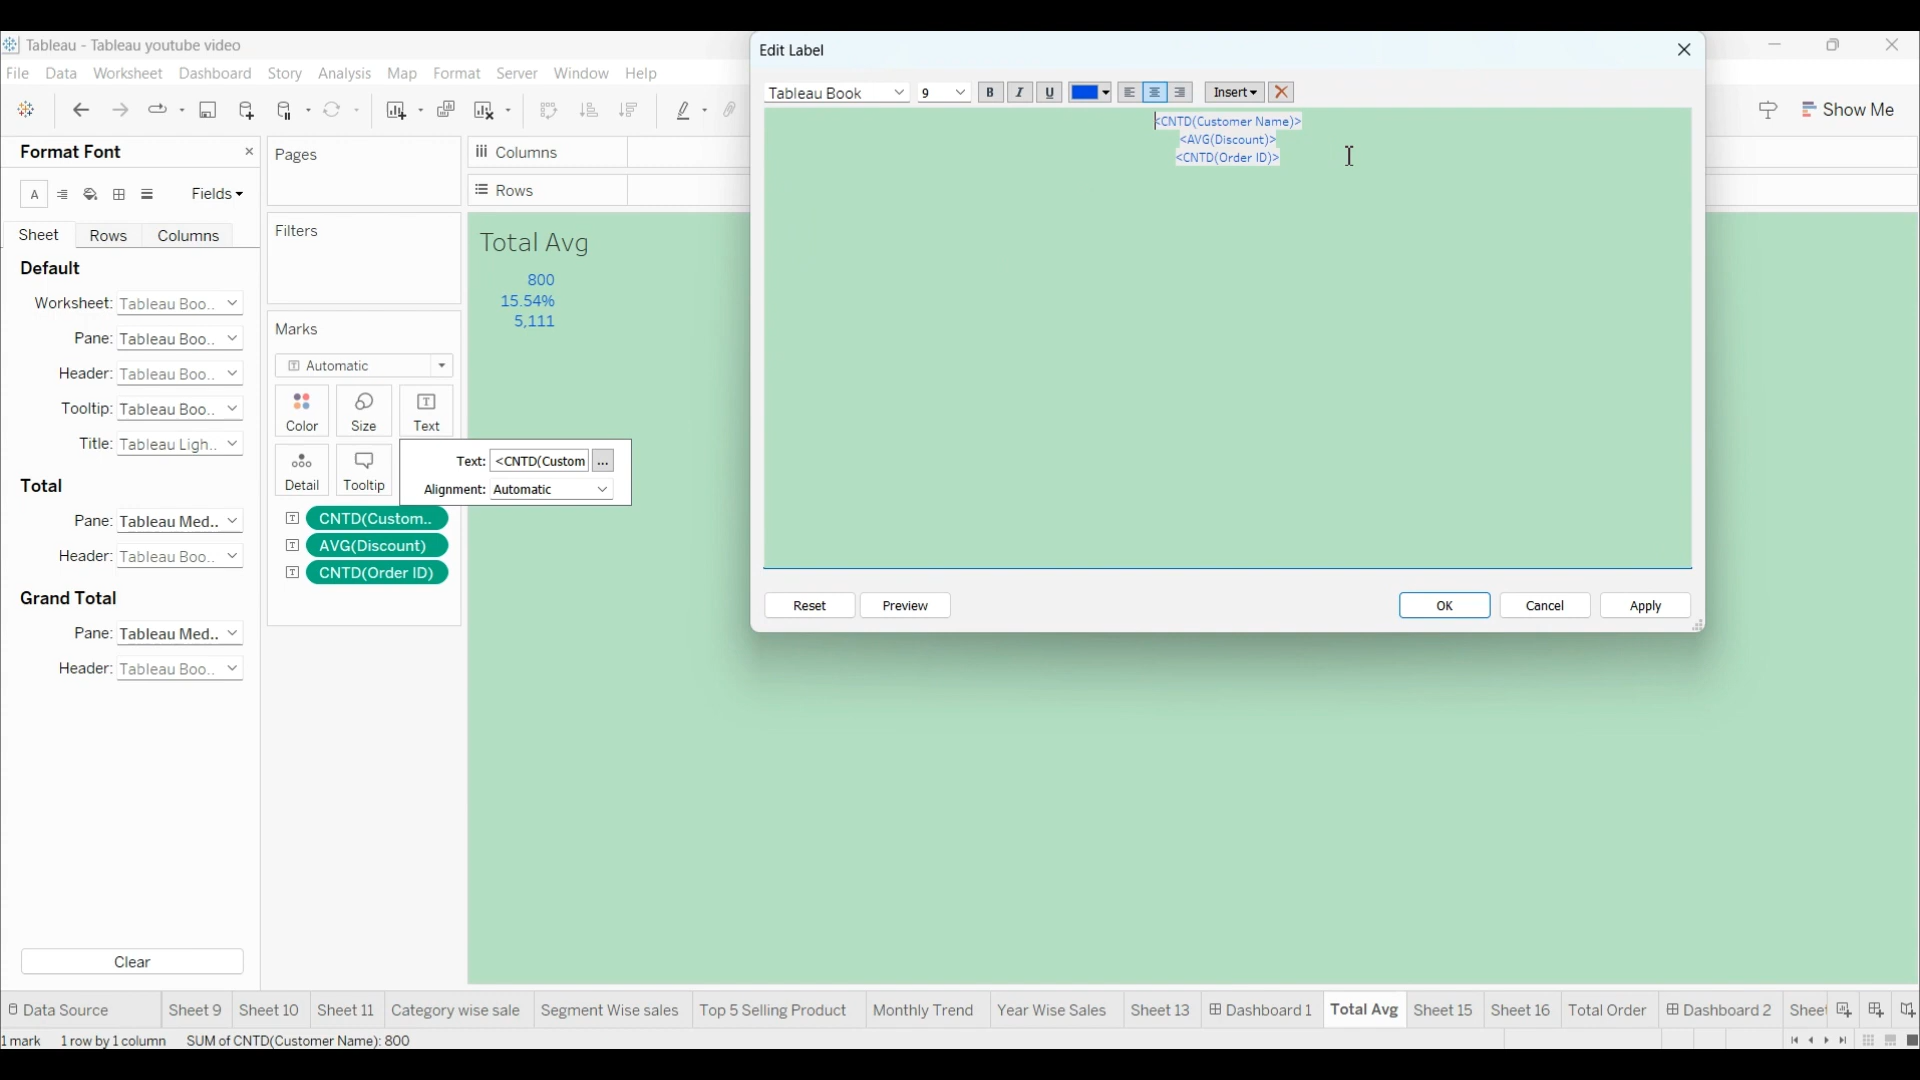 Tableau - Tableau youtube video
File Data Worksheet Dashboard Story Analysis Map Format Server Window Help
Show Me
Format Font
Fields
Sheet Rows Columns
Default
Worksheet: Tableau Boo..
Pane: Tableau Boo..
Header: Tableau Boo..
Tooltip: Tableau Boo..
Title: Tableau Ligh..
Total
Pane: Tableau Med..
Header: Tableau Boo..
Grand Total
Pane: Tableau Med..
Header: Tableau Boo..
Clear
Pages
Filters
Marks
Automatic
Color Size Text
Detail Tooltip
Text: <CNTD(Custom ...
Alignment: Automatic
CNTD(Custom..
AVG(Discount)
CNTD(Order ID)
Columns
Rows
Total Avg
800
15.54%
5,111
Edit Label
Tableau Book 9 B I U Insert
<CNTD(Customer Name)>
<AVG(Discount)>
<CNTD(Order ID)>
Reset Preview OK Cancel Apply
Data Source Sheet 9 Sheet 10 Sheet 11 Category wise sale Segment Wise sales Top 5 Selling Product Monthly Trend Year Wise Sales Sheet 13 Dashboard 1 Total Avg Sheet 15 Sheet 16 Total Order Dashboard 2 Sheet
1 mark 1 row by 1 column SUM of CNTD(Customer Name): 800